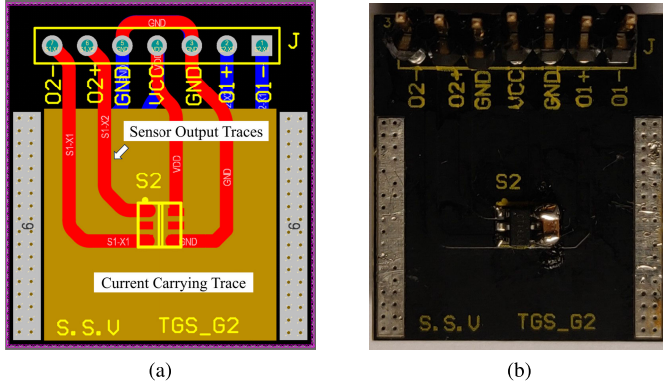 GND
J
O2-
O2+
GND
VCC
GND
O1+
O1-
S1-X1
S1-X2
VDD
GND
Sensor Output Traces
S2
S1-X1
GND
6
6
Current Carrying Trace
S.S.V TGS_G2
(a)
3
J
O2-
O2+
GND
VCC
GND
O1+
O1-
S2
S.S.V TGS_G2
(b)